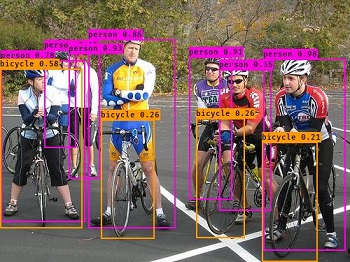 person 0.86
person 0.93
person
person 0.78
bicycle 0.58
bicycle 0.26
person 0.91
person 0.55
bicycle 0.26
person 0.98
bicycle 0.21